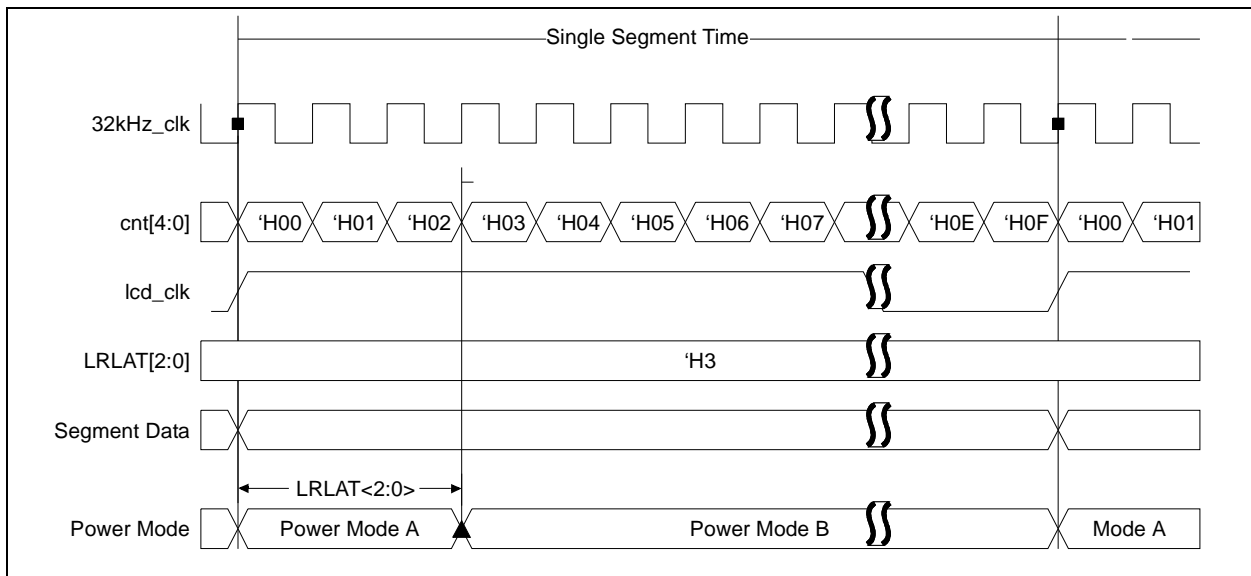 Single Segment Time
32kHz_clk
cnt[4:0] ‘H00 ‘H01 ‘H02 ‘H03 ‘H04 ‘H05 ‘H06 ‘H07 ‘H0E ‘H0F ‘H00 ‘H01
lcd_clk
LRLAT[2:0] ‘H3
Segment Data
LRLAT<2:0>
Power Mode Power Mode A Power Mode B Mode A